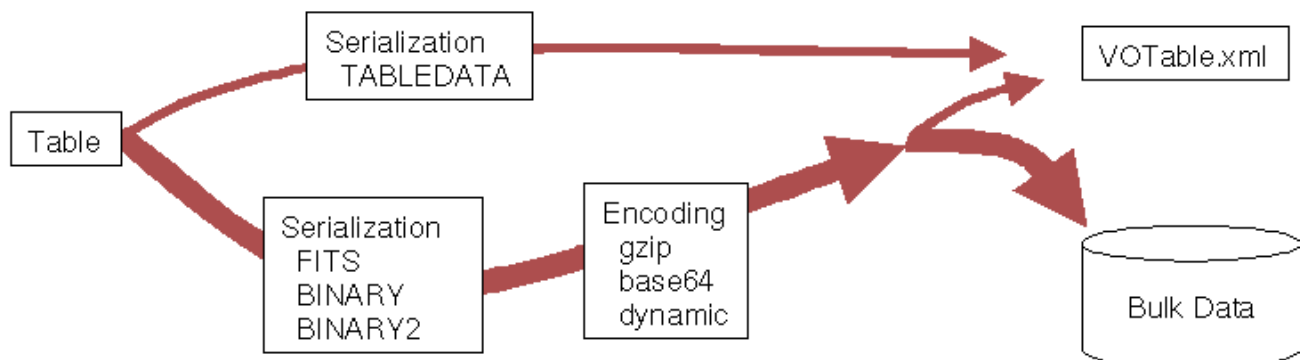 Serialization
TABLEDATA
VOTable.xml
Table
Serialization
FITS
BINARY
BINARY2
Encoding
gzip
base64
dynamic
Bulk Data